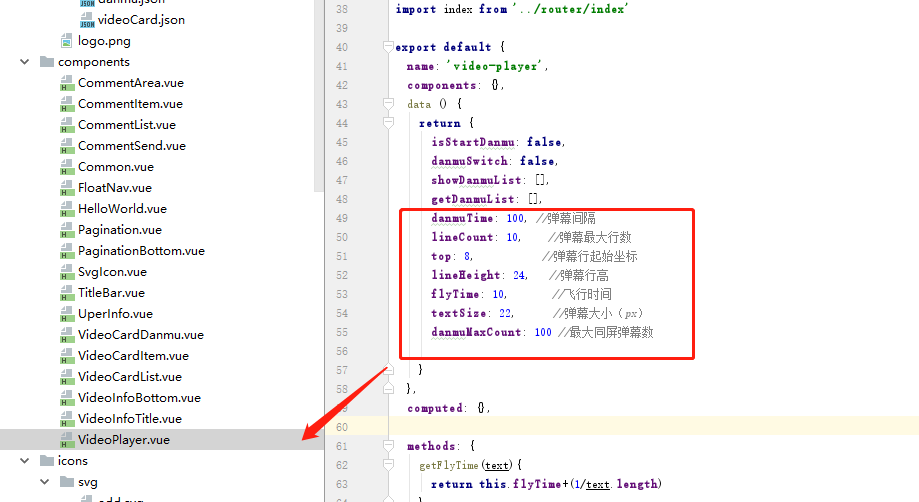 danmu.json
videoCard.json
logo.png
components
CommentArea.vue
CommentItem.vue
CommentList.vue
CommentSend.vue
Common.vue
FloatNav.vue
HelloWorld.vue
Pagination.vue
PaginationBottom.vue
SvgIcon.vue
TitleBar.vue
UperInfo.vue
VideoCardDanmu.vue
VideoCardItem.vue
VideoCardList.vue
VideoInfoBottom.vue
VideoInfoTitle.vue
VideoPlayer.vue
icons
svg
38 import index from '../router/index'
39
40 export default {
41 name: 'video-player',
42 components: {},
43 data () {
44 return {
45 isStartDanmu: false,
46 danmuSwitch: false,
47 showDanmuList: [],
48 getDanmuList: [],
49 danmuTime: 100, //弹幕间隔
50 lineCount: 10, //弹幕最大行数
51 top: 8, //弹幕行起始坐标
52 lineHeight: 24, //弹幕行高
53 flyTime: 10, //飞行时间
54 textSize: 22, //弹幕大小（px）
55 danmuMaxCount: 100 //最大同屏弹幕数
56
57 }
58 },
59 computed: {},
60
61 methods: {
62 getFlyTime(text){
63 return this.flyTime+(1/text.length)